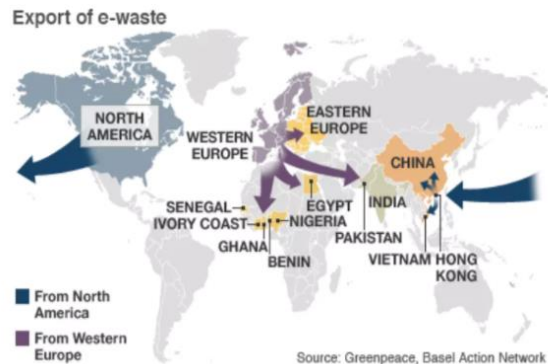 Export of e-waste
NORTH
AMERICA
WESTERN
EUROPE
EASTERN
EUROPE
CHINA
INDIA
EGYPT
SENEGAL
IVORY COAST
NIGERIA
GHANA
BENIN
PAKISTAN
VIETNAM
HONG
KONG
From North
America
From Western
Europe
Source: Greenpeace, Basel Action Network